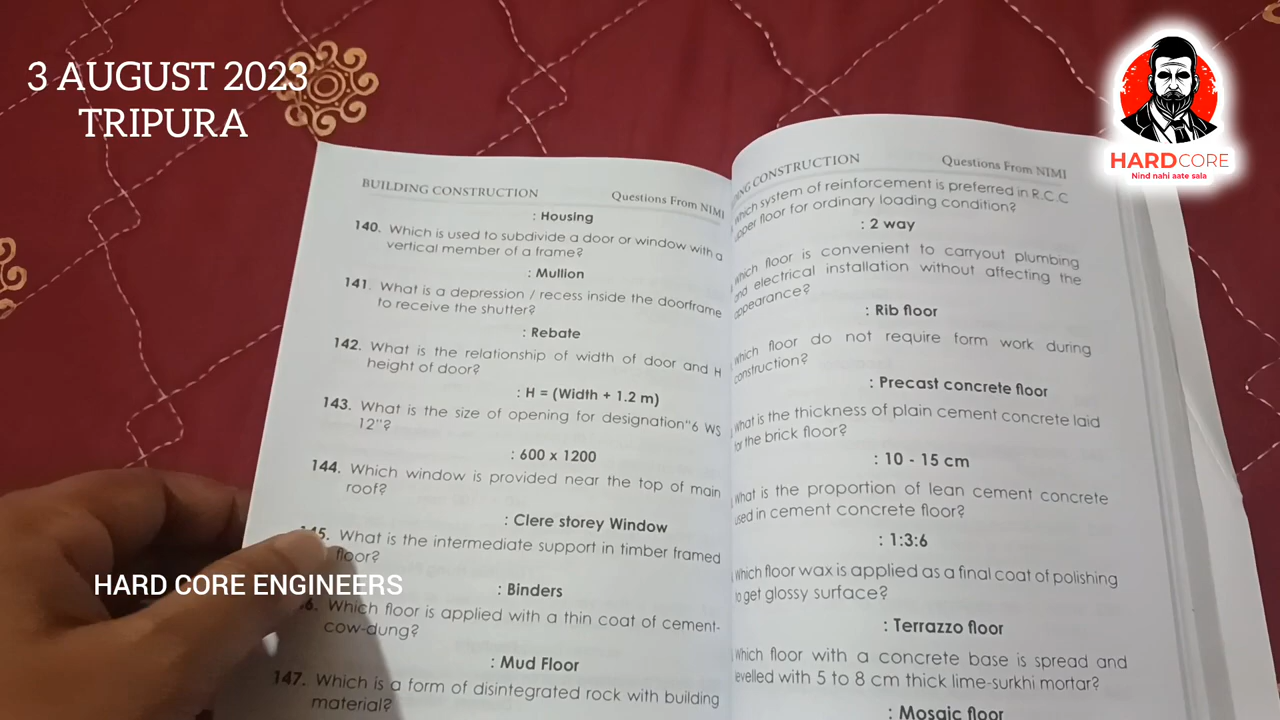 3 AUGUST 2023
TRIPURA
HARDCORE
Nind nahi aate sala
BUILDING CONSTRUCTION Questions From NIMI
: Housing
140. Which is used to subdivide a door or window with a
vertical member of a frame?
: Mullion
141. What is a depression / recess inside the doorframe
to receive the shutter?
: Rebate
142. What is the relationship of width of door and H
height of door?
: H = (Width + 1.2 m)
143. What is the size of opening for designation"6 WS
12"?
: 600 x 1200
144. Which window is provided near the top of main
roof?
: Clere storey Window
45. What is the intermediate support in timber framed
floor?
: Binders
6. Which floor is applied with a thin coat of cement-
cow-dung?
: Mud Floor
147. Which is a form of disintegrated rock with building
material?
HARD CORE ENGINEERS
NG CONSTRUCTION Questions From NIMI
which system of reinforcement is preferred in R.C.C
upper floor for ordinary loading condition?
: 2 way
Which floor is convenient to carryout plumbing
and electrical installation without affecting the
appearance?
: Rib floor
which floor do not require form work during
construction?
: Precast concrete floor
What is the thickness of plain cement concrete laid
for the brick floor?
: 10 - 15 cm
What is the proportion of lean cement concrete
used in cement concrete floor?
: 1:3:6
Which floor wax is applied as a final coat of polishing
to get glossy surface?
: Terrazzo floor
Which floor with a concrete base is spread and
levelled with 5 to 8 cm thick lime-surkhi mortar?
: Mosaic floor